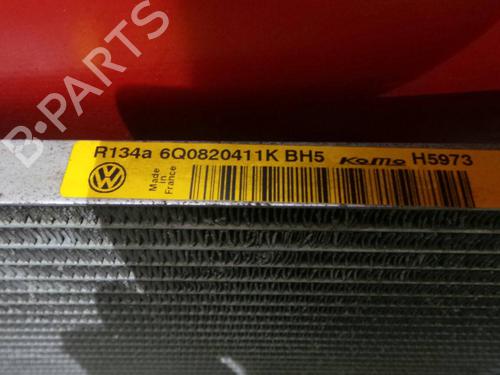 B-PARTS
R134a 6Q0820411K BH5 KoMo H5973
Made
in
France